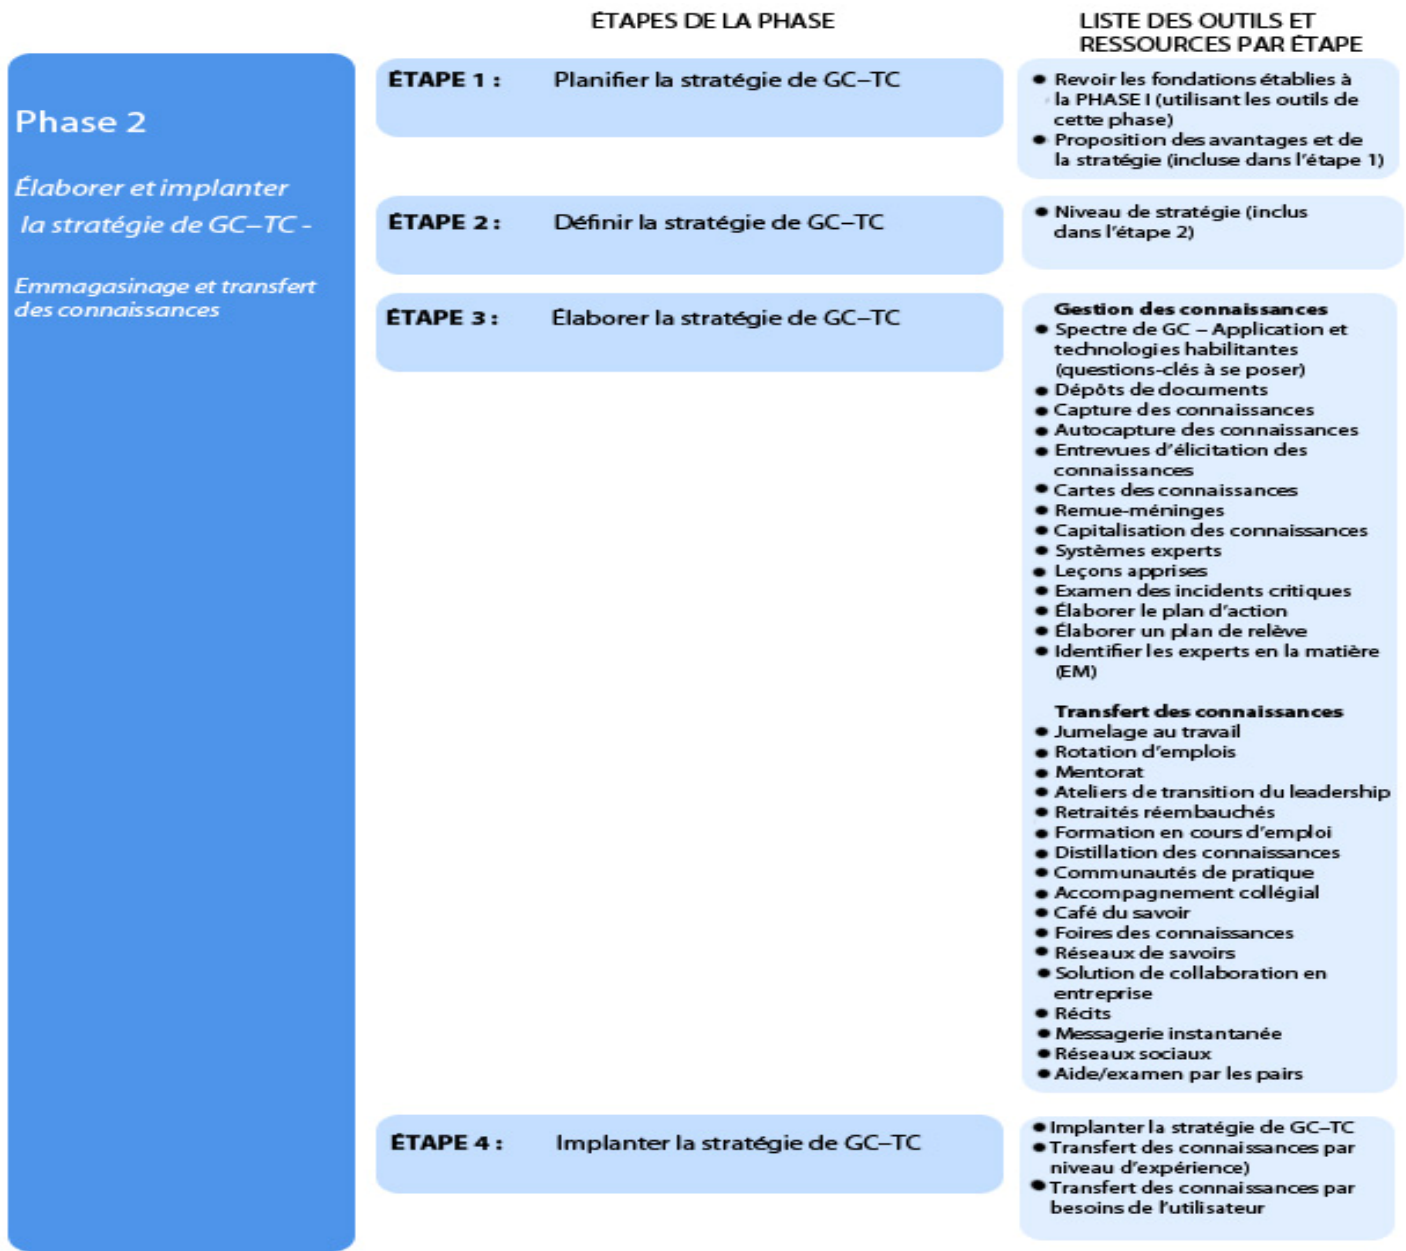 ÉTAPES DE LA PHASE
LISTE DES OUTILS ET
RESSOURCES PAR ÉTAPE
Phase 2
Élaborer et implanter
la stratégie de GC–TC -
Emmagasinage et transfert
des connaissances
ÉTAPE 1 : Planifier la stratégie de GC–TC
• Revoir les fondations établies à
la PHASE I (utilisant les outils de
cette phase)
• Proposition des avantages et de
la stratégie (incluse dans l’étape 1)
ÉTAPE 2 : Définir la stratégie de GC–TC
• Niveau de stratégie (inclus
dans l’étape 2)
ÉTAPE 3 : Élaborer la stratégie de GC–TC
Gestion des connaissances
• Spectre de GC – Application et
technologies habilitantes
(questions-clés à se poser)
• Dépôts de documents
• Capture des connaissances
• Autocapture des connaissances
• Entrevues d’élicitation des
connaissances
• Cartes des connaissances
• Remue-méninges
• Capitalisation des connaissances
• Systèmes experts
• Leçons apprises
• Examen des incidents critiques
• Élaborer le plan d’action
• Élaborer un plan de relève
• Identifier les experts en la matière
(EM)
Transfert des connaissances
• Jumelage au travail
• Rotation d’emplois
• Mentorat
• Ateliers de transition du leadership
• Retraités réembauchés
• Formation en cours d’emploi
• Distillation des connaissances
• Communautés de pratique
• Accompagnement collégial
• Café du savoir
• Foires des connaissances
• Réseaux de savoirs
• Solution de collaboration en
entreprise
• Récits
• Messagerie instantanée
• Réseaux sociaux
• Aide/examen par les pairs
ÉTAPE 4 : Implanter la stratégie de GC–TC
• Implanter la stratégie de GC–TC
• Transfert des connaissances par
niveau d’expérience)
• Transfert des connaissances par
besoins de l’utilisateur